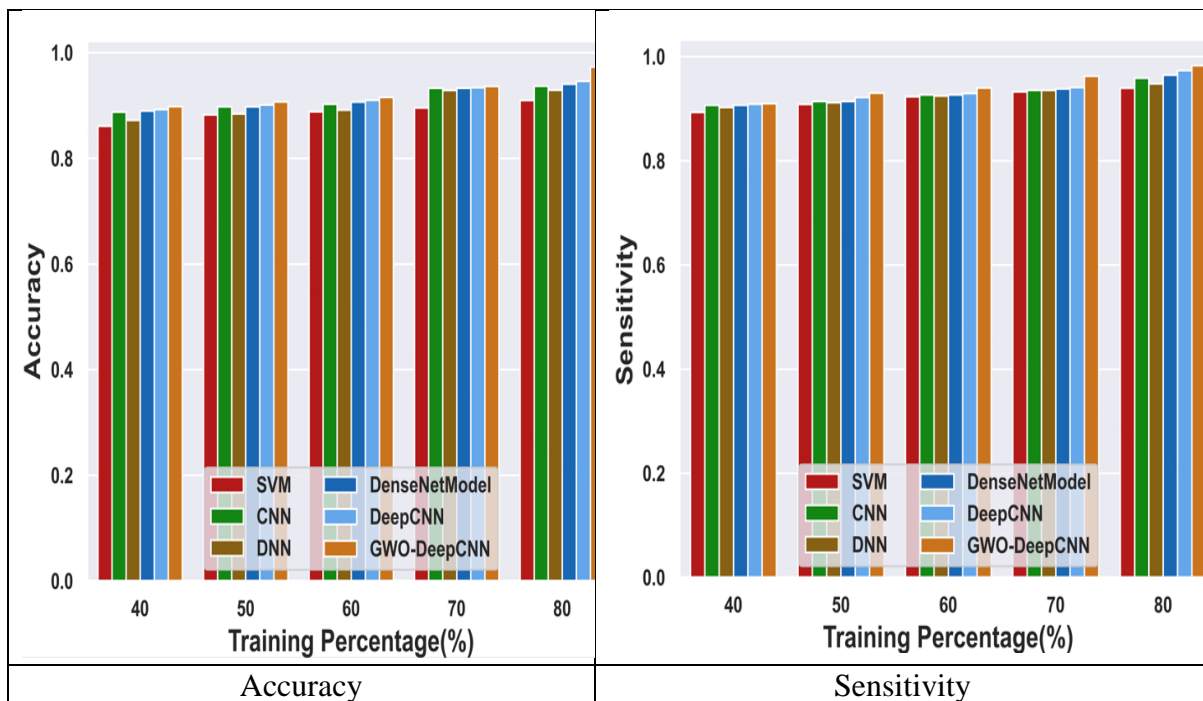 1.0
0.8
0.6
0.4
0.2
0.0
Accuracy
SVM
CNN
DNN
DenseNetModel
DeepCNN
GWO-DeepCNN
40 50 60 70 80
Training Percentage(%)
Accuracy
1.0
0.8
0.6
0.4
0.2
0.0
Sensitivity
SVM
CNN
DNN
DenseNetModel
DeepCNN
GWO-DeepCNN
40 50 60 70 80
Training Percentage(%)
Sensitivity